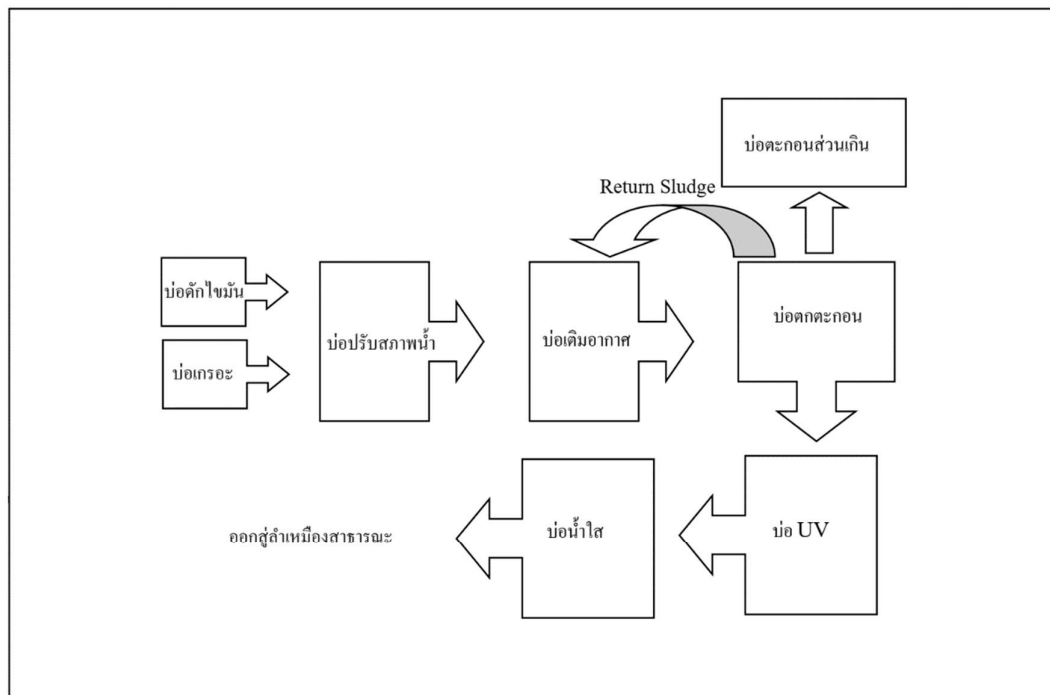 บ่อตะกอนส่วนเกิน
Return Sludge
บ่อดักไขมัน
บ่อปรับสภาพน้ำ
บ่อเติมอากาศ
บ่อตกตะกอน
บ่อเกรอะ
ออกสู่ลำเหมืองสาธารณะ
บ่อน้ำใส
บ่อ UV